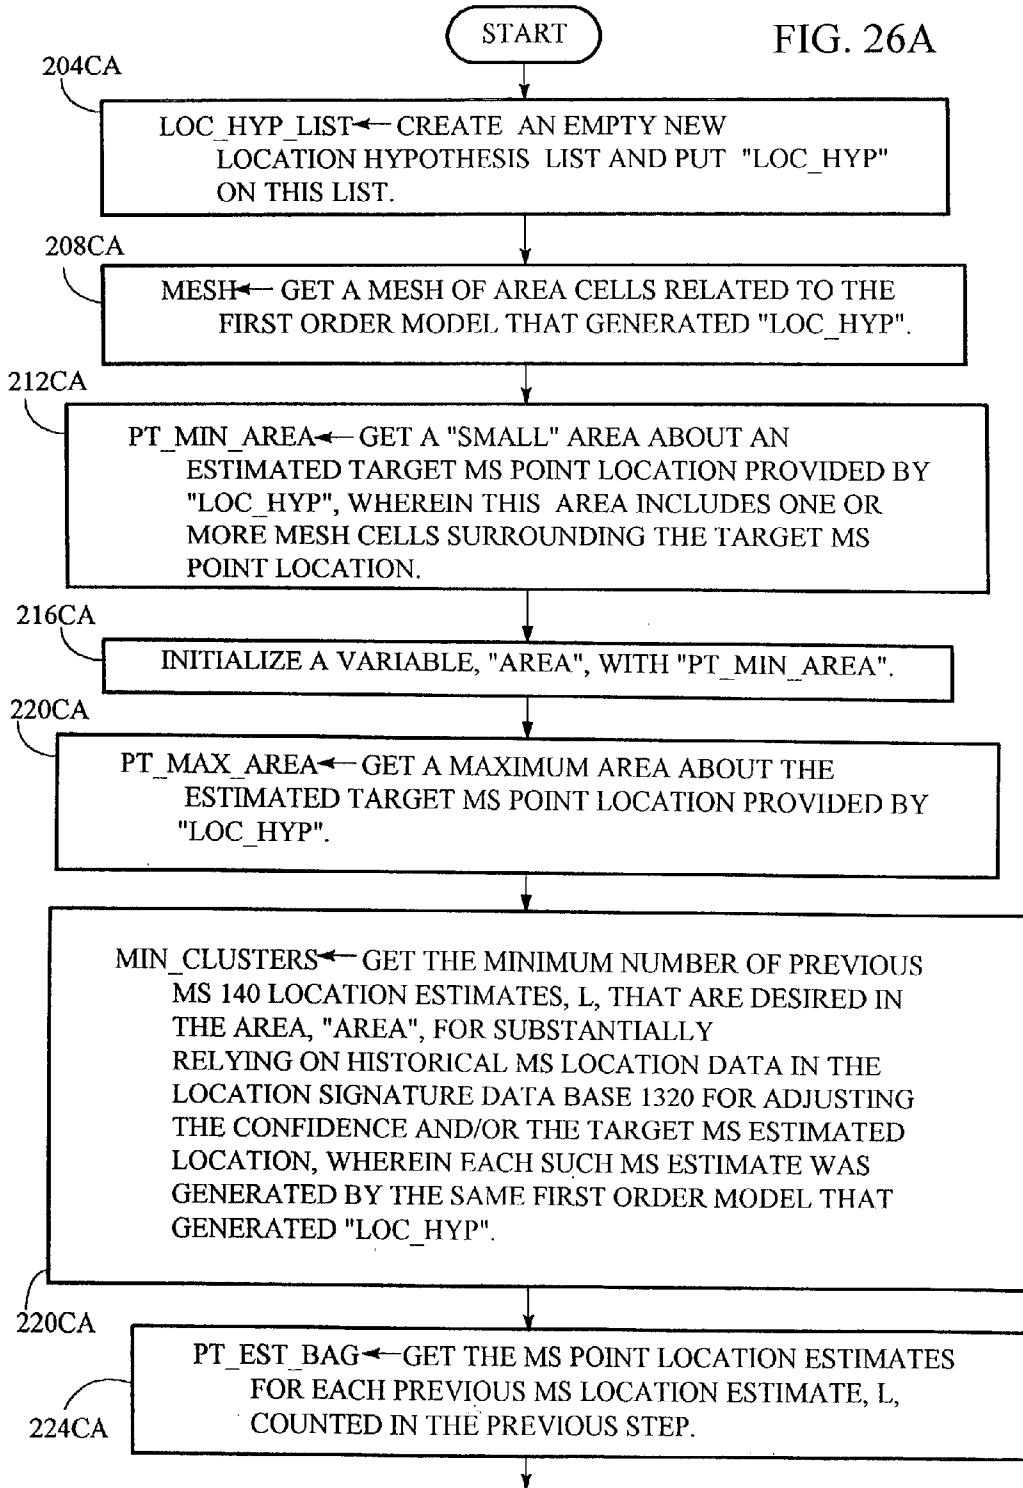 START
FIG. 26A
204CA
LOC_HYP_LIST← CREATE AN EMPTY NEW
LOCATION HYPOTHESIS LIST AND PUT "LOC_HYP"
ON THIS LIST.
208CA
MESH← GET A MESH OF AREA CELLS RELATED TO THE
FIRST ORDER MODEL THAT GENERATED "LOC_HYP".
212CA
PT_MIN_AREA← GET A "SMALL" AREA ABOUT AN
ESTIMATED TARGET MS POINT LOCATION PROVIDED BY
"LOC_HYP", WHEREIN THIS AREA INCLUDES ONE OR
MORE MESH CELLS SURROUNDING THE TARGET MS
POINT LOCATION.
216CA
INITIALIZE A VARIABLE, "AREA", WITH "PT_MIN_AREA".
220CA
PT_MAX_AREA← GET A MAXIMUM AREA ABOUT THE
ESTIMATED TARGET MS POINT LOCATION PROVIDED BY
"LOC_HYP".
MIN_CLUSTERS← GET THE MINIMUM NUMBER OF PREVIOUS
MS 140 LOCATION ESTIMATES, L, THAT ARE DESIRED IN
THE AREA, "AREA", FOR SUBSTANTIALLY
RELYING ON HISTORICAL MS LOCATION DATA IN THE
LOCATION SIGNATURE DATA BASE 1320 FOR ADJUSTING
THE CONFIDENCE AND/OR THE TARGET MS ESTIMATED
LOCATION, WHEREIN EACH SUCH MS ESTIMATE WAS
GENERATED BY THE SAME FIRST ORDER MODEL THAT
GENERATED "LOC_HYP".
220CA
PT_EST_BAG←GET THE MS POINT LOCATION ESTIMATES
FOR EACH PREVIOUS MS LOCATION ESTIMATE, L,
COUNTED IN THE PREVIOUS STEP.
224CA